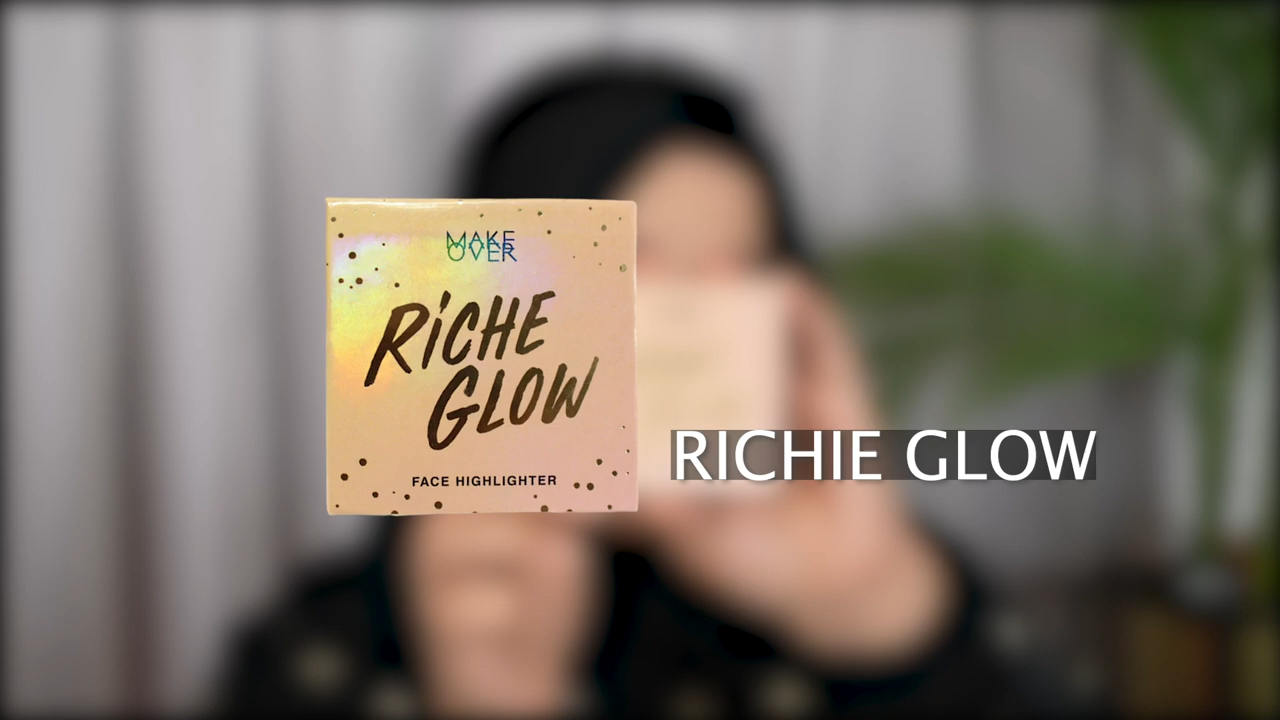 MAKE
OVER
RiCHE
GLOW
FACE HIGHLIGHTER
RICHIE GLOW